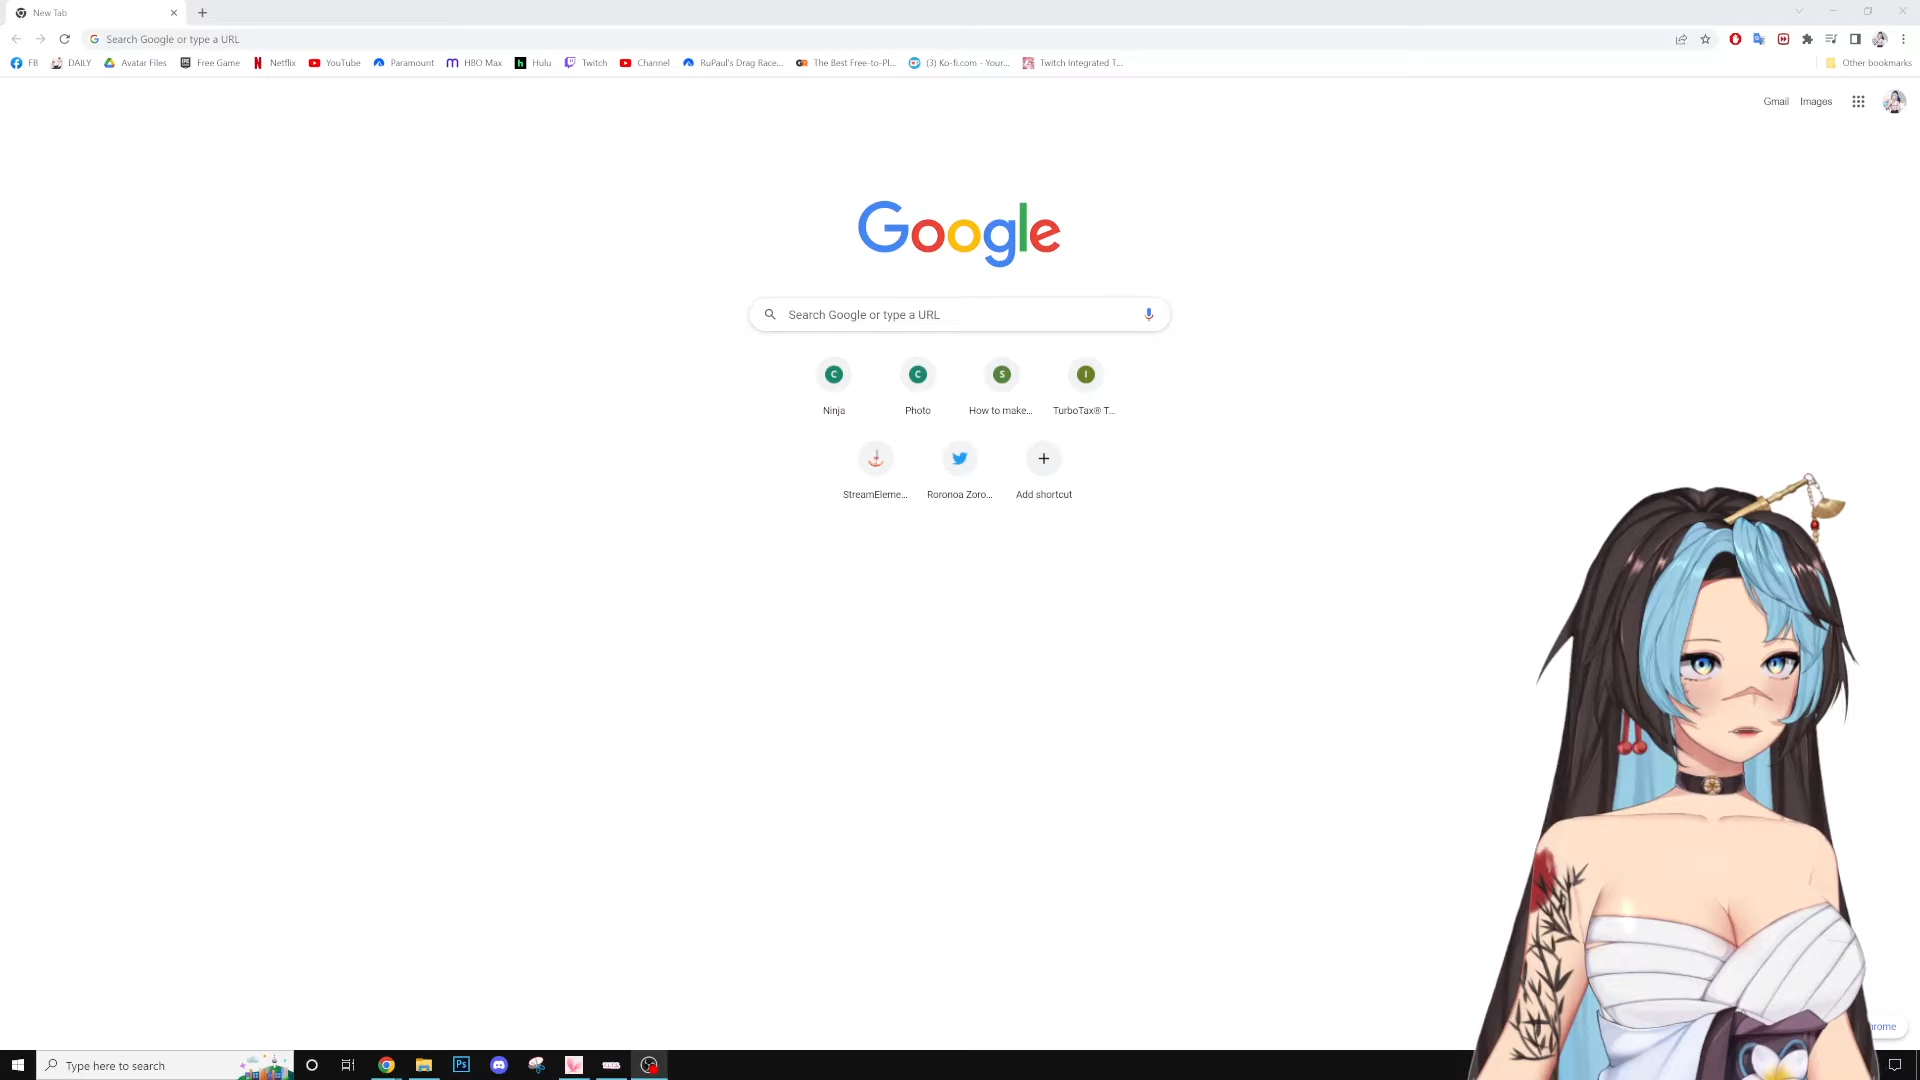 New Tab
Search Google or type a URL
FB DAILY Avatar Files Free Game Netflix YouTube Paramount HBO Max Hulu Twitch Channel RuPaul's Drag Race... The Best Free-to-Pl... (3) Ko-fi.com - Your... Twitch Integrated T... Other bookmarks
Gmail Images
Google
Search Google or type a URL
C C S I
Ninja Photo How to make... TurboTax® T...
StreamEleme... Roronoa Zoro... Add shortcut
hrome
Type here to search Ps